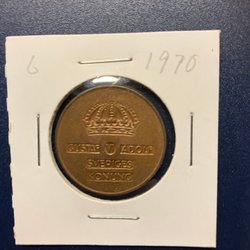 6 1970
GUSTAF VI ADOLF
SVERIGES
KONUNG